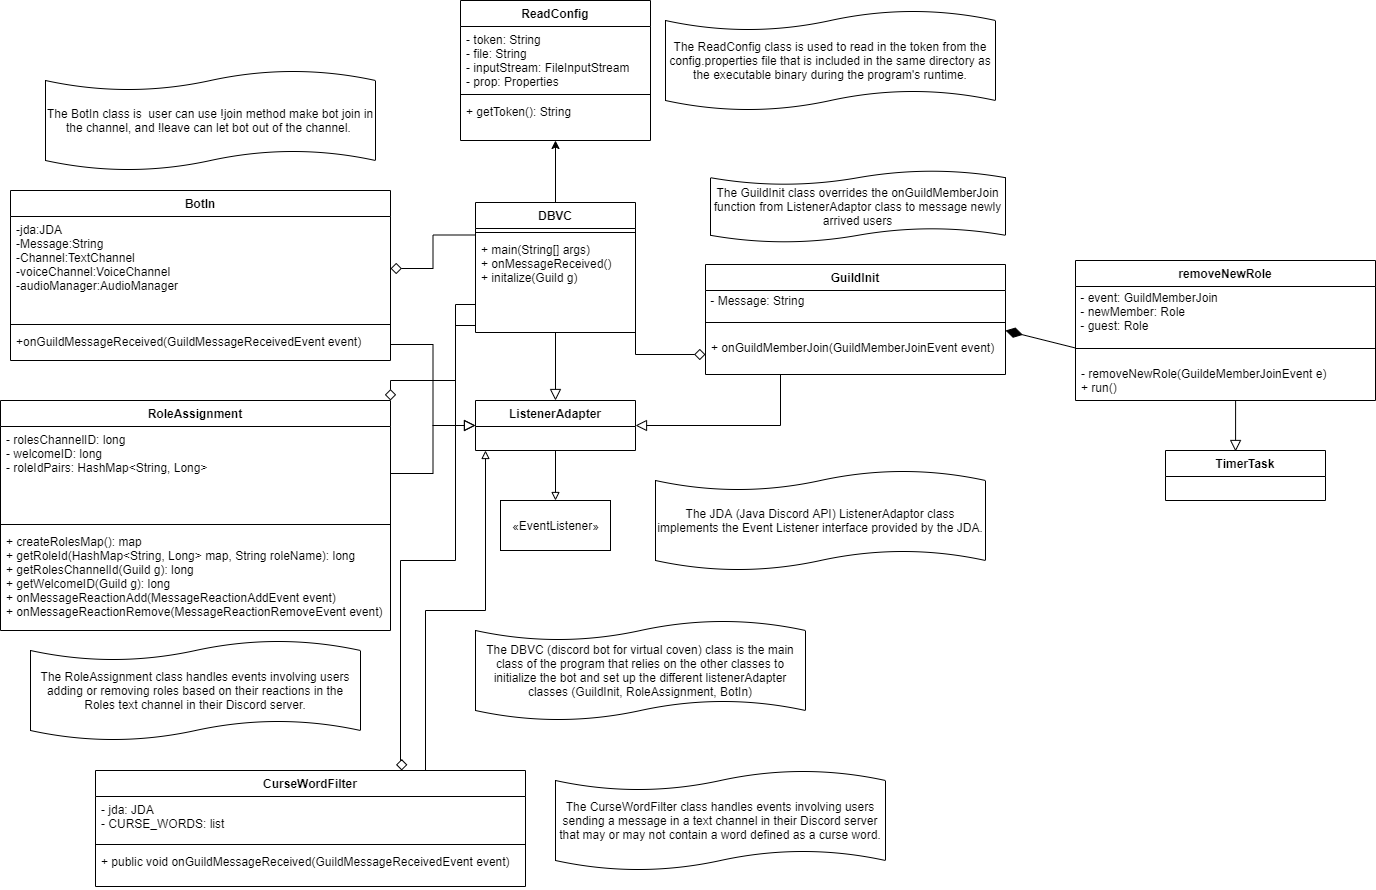 ReadConfig
- token: String
- file: String
- inputStream: FileInputStream
- prop: Properties
+ getToken(): String
The ReadConfig class is used to read in the token from the
config.properties file that is included in the same directory as
the executable binary during the program's runtime.
The BotIn class is  user can use !join method make bot join in
the channel, and !leave can let bot out of the channel.
BotIn
-jda:JDA
-Message:String
-Channel:TextChannel
-voiceChannel:VoiceChannel
-audioManager:AudioManager
+onGuildMessageReceived(GuildMessageReceivedEvent event)
DBVC
+ main(String[] args)
+ onMessageReceived()
+ initalize(Guild g)
The GuildInit class overrides the onGuildMemberJoin
function from ListenerAdaptor class to message newly
arrived users
GuildInit
- Message: String
+ onGuildMemberJoin(GuildMemberJoinEvent event)
removeNewRole
- event: GuildMemberJoin
- newMember: Role
- guest: Role
- removeNewRole(GuildeMemberJoinEvent e)
+ run()
RoleAssignment
- rolesChannelID: long
- welcomeID: long
- roleIdPairs: HashMap<String, Long>
+ createRolesMap(): map
+ getRoleId(HashMap<String, Long> map, String roleName): long
+ getRolesChannelId(Guild g): long
+ getWelcomeID(Guild g): long
+ onMessageReactionAdd(MessageReactionAddEvent event)
+ onMessageReactionRemove(MessageReactionRemoveEvent event)
ListenerAdapter
«EventListener»
TimerTask
The JDA (Java Discord API) ListenerAdaptor class
implements the Event Listener interface provided by the JDA.
The RoleAssignment class handles events involving users
adding or removing roles based on their reactions in the
Roles text channel in their Discord server.
The DBVC (discord bot for virtual coven) class is the main
class of the program that relies on the other classes to
initialize the bot and set up the different listenerAdapter
classes (GuildInit, RoleAssignment, BotIn)
CurseWordFilter
- jda: JDA
- CURSE_WORDS: list
+ public void onGuildMessageReceived(GuildMessageReceivedEvent event)
The CurseWordFilter class handles events involving users
sending a message in a text channel in their Discord server
that may or may not contain a word defined as a curse word.